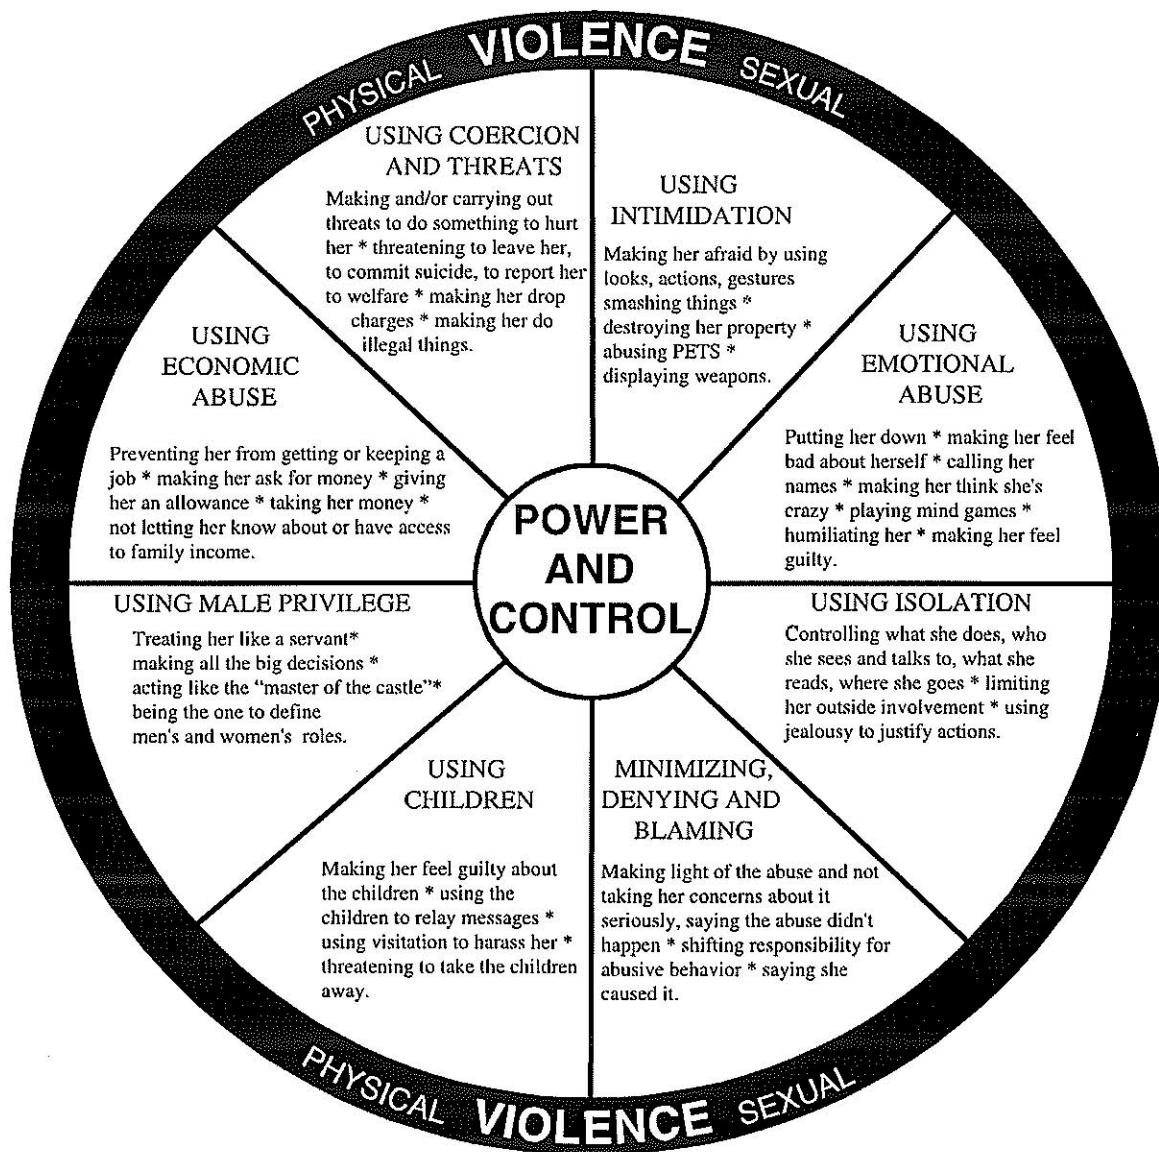 PHYSICAL VIOLENCE SEXUAL
USING COERCION
AND THREATS
Making and/or carrying out
threats to do something to hurt
her * threatening to leave her,
to commit suicide, to report her
to welfare * making her drop
charges * making her do
illegal things.
USING
INTIMIDATION
Making her afraid by using
looks, actions, gestures
smashing things *
destroying her property *
abusing PETS *
displaying weapons.
USING
ECONOMIC
ABUSE
Preventing her from getting or keeping a
job * making her ask for money * giving
her an allowance * taking her money *
not letting her know about or have access
to family income.
USING
EMOTIONAL
ABUSE
Putting her down * making her feel
bad about herself * calling her
names * making her think she's
crazy * playing mind games *
humiliating her * making her feel
guilty.
POWER
AND
CONTROL
USING MALE PRIVILEGE
Treating her like a servant*
making all the big decisions *
acting like the “master of the castle”*
being the one to define
men's and women's roles.
USING ISOLATION
Controlling what she does, who
she sees and talks to, what she
reads, where she goes * limiting
her outside involvement * using
jealousy to justify actions.
USING
CHILDREN
Making her feel guilty about
the children * using the
children to relay messages *
using visitation to harass her *
threatening to take the children
away.
MINIMIZING,
DENYING AND
BLAMING
Making light of the abuse and not
taking her concerns about it
seriously, saying the abuse didn't
happen * shifting responsibility for
abusive behavior * saying she
caused it.
PHYSICAL VIOLENCE SEXUAL